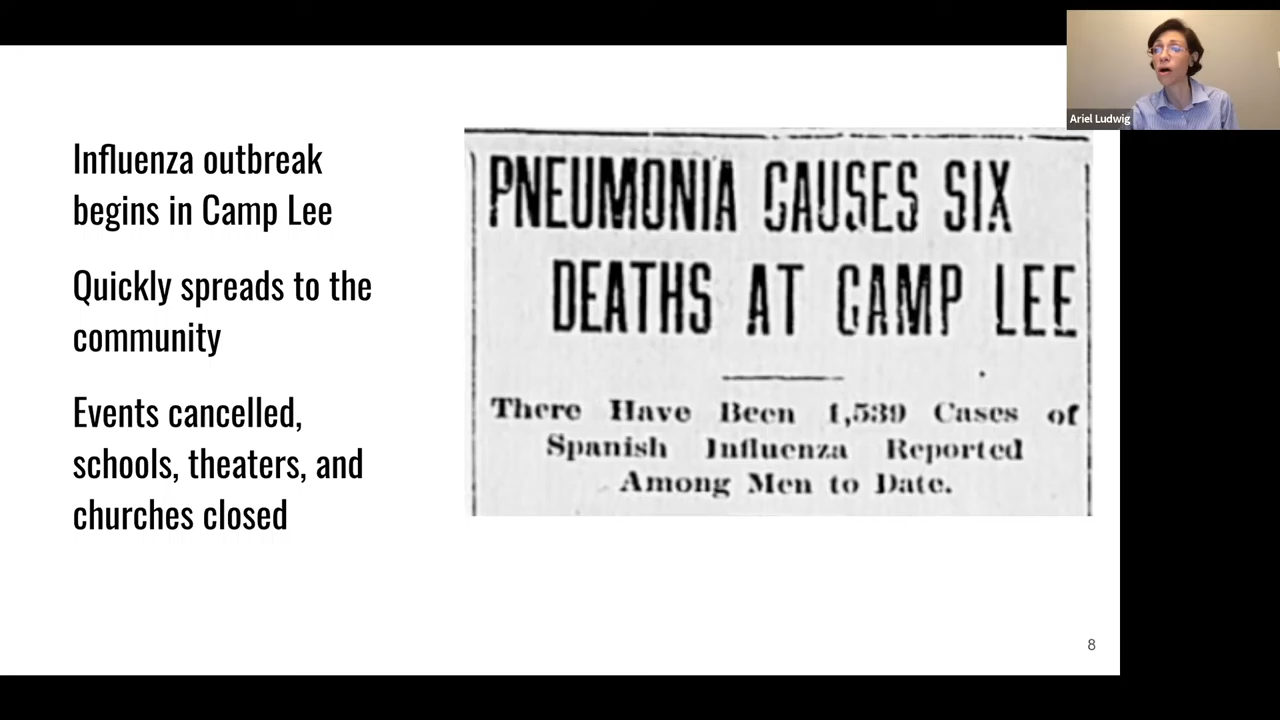 Influenza outbreak
begins in Camp Lee
Quickly spreads to the
community
Events cancelled,
schools, theaters, and
churches closed
PNEUMONIA CAUSES SIX
DEATHS AT CAMP LEE
There Have Been 1,539 Cases of
Spanish Influenza Reported
Among Men to Date.
Ariel Ludwig
8